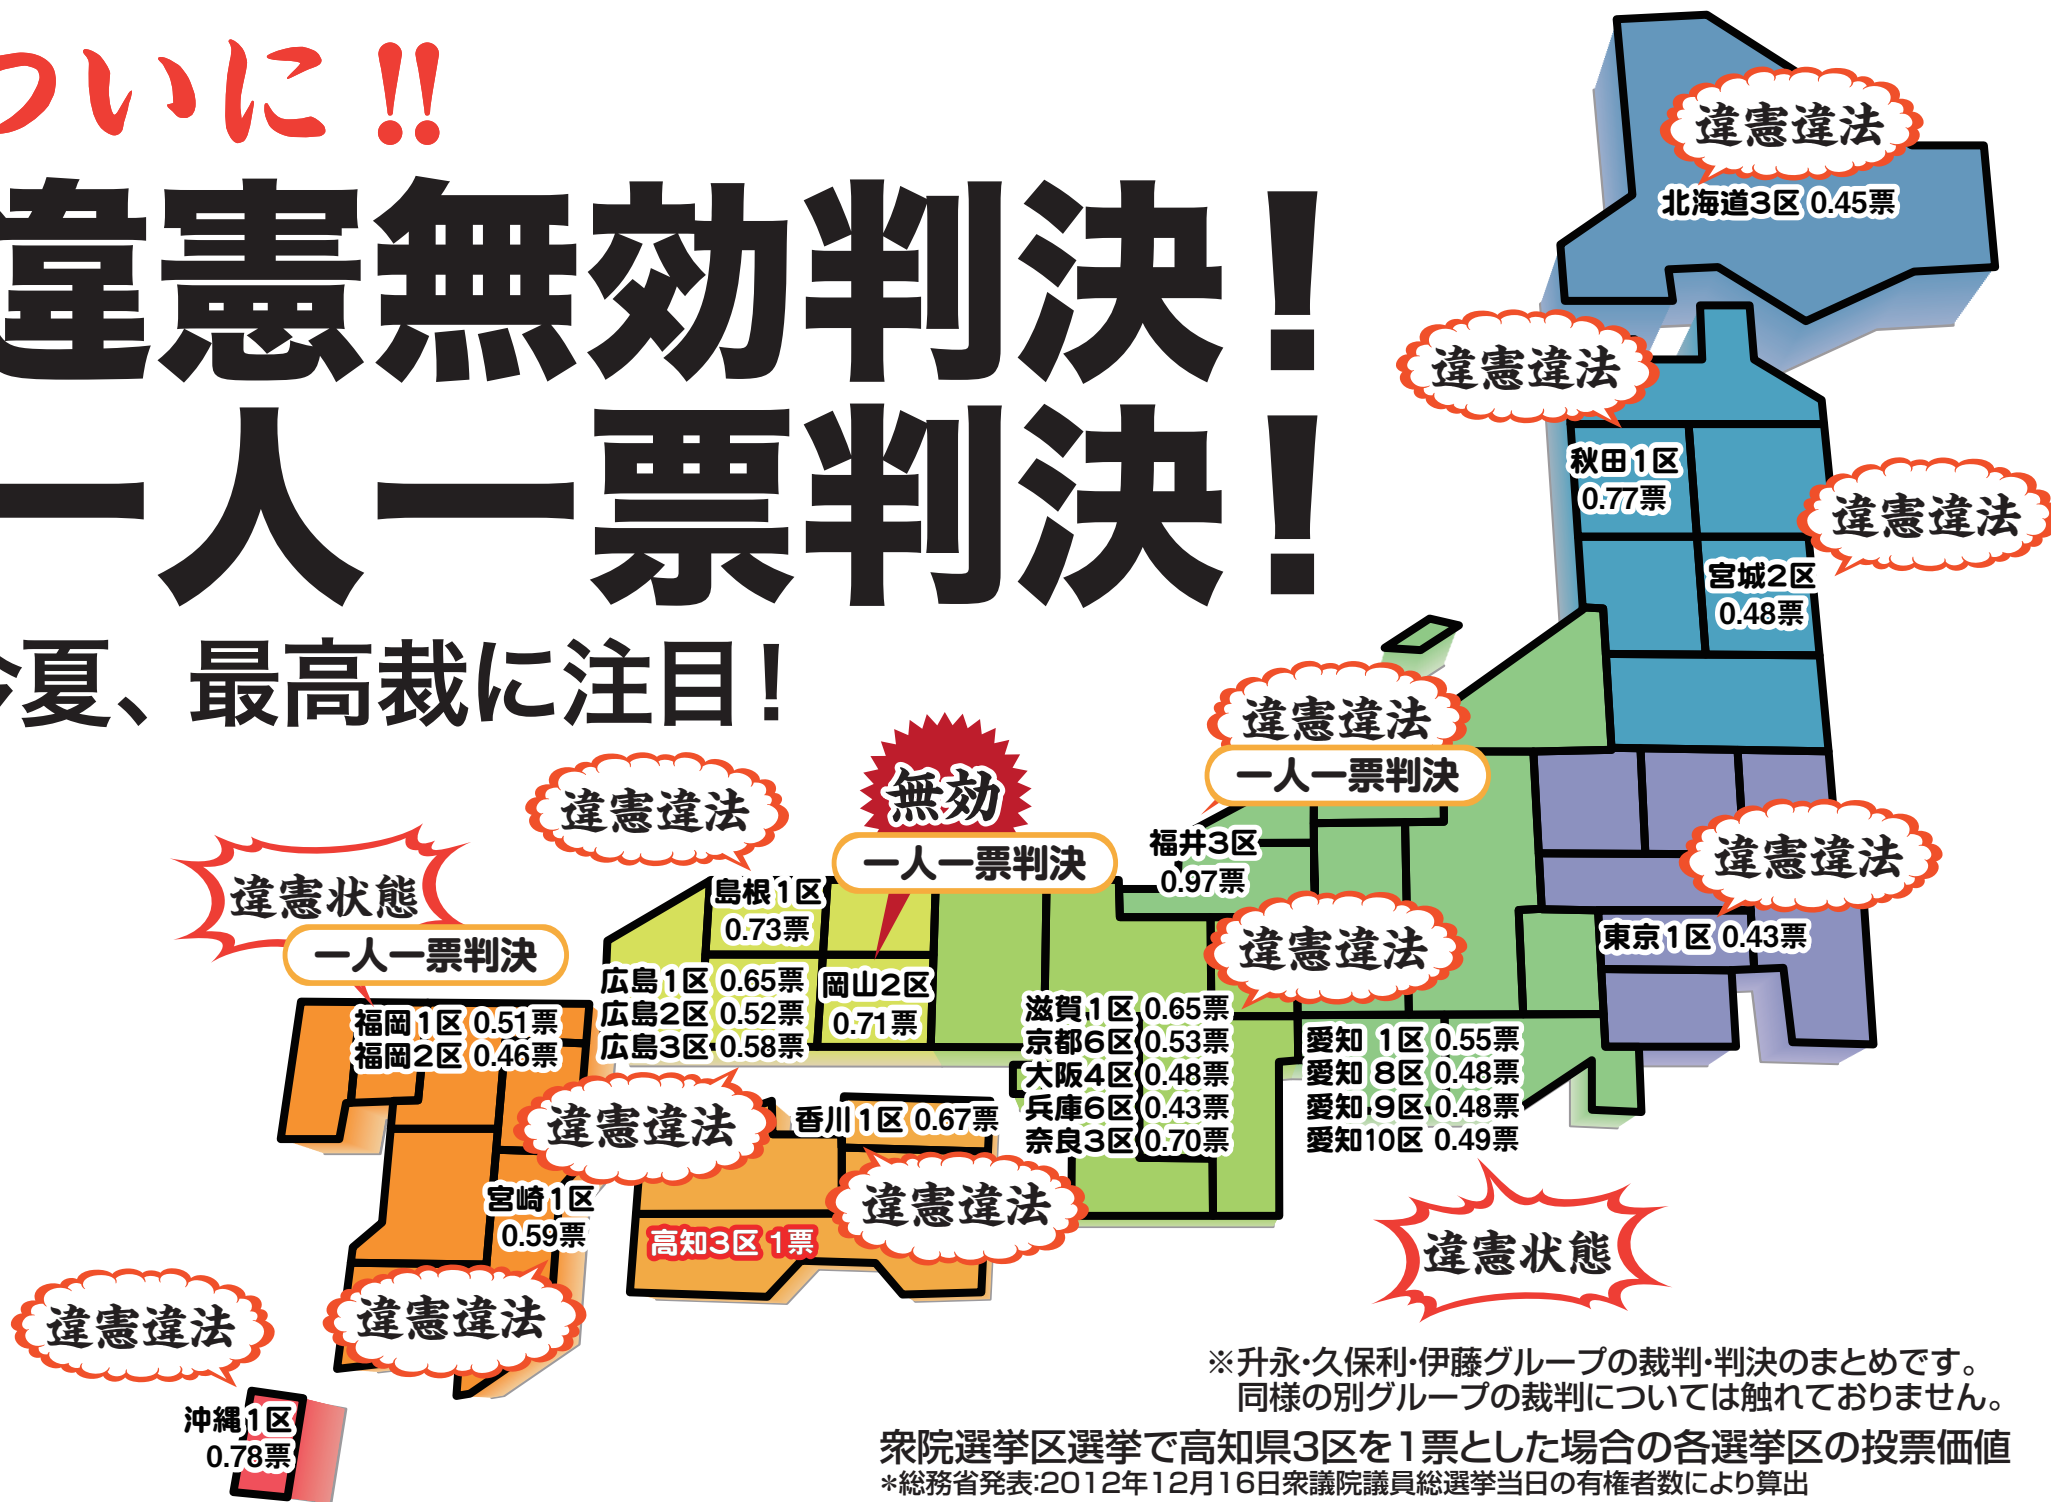 ついに!!
違憲無効判決!
一人一票判決!
今夏、最高裁に注目!
違憲違法
北海道3区 0.45票
違憲違法
秋田1区
0.77票
違憲違法
宮城2区
0.48票
違憲違法
一人一票判決
福井3区
0.97票
違憲違法
東京1区 0.43票
無効
一人一票判決
岡山2区
0.71票
違憲違法
島根1区
0.73票
広島1区 0.65票
広島2区 0.52票
広島3区 0.58票
違憲違法
違憲状態
一人一票判決
福岡1区 0.51票
福岡2区 0.46票
違憲違法
滋賀1区 0.65票
京都6区 0.53票
大阪4区 0.48票
兵庫6区 0.43票
奈良3区 0.70票
愛知 1区 0.55票
愛知 8区 0.48票
愛知 9区 0.48票
愛知10区 0.49票
違憲状態
香川1区 0.67票
違憲違法
高知3区 1票
宮崎1区
0.59票
違憲違法
違憲違法
沖縄1区
0.78票
※升永・久保利・伊藤グループの裁判・判決のまとめです。
同様の別グループの裁判については触れておりません。
衆院選挙区選挙で高知県3区を1票とした場合の各選挙区の投票価値
*総務省発表:2012年12月16日衆議院議員総選挙当日の有権者数により算出